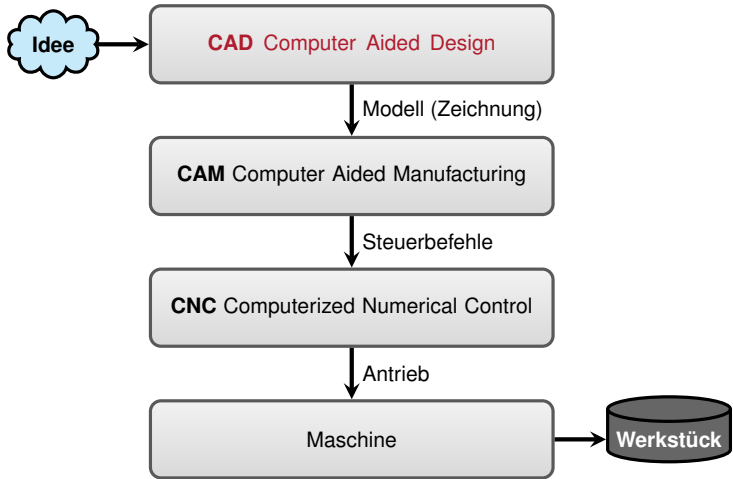 Idee
CAD Computer Aided Design
Modell (Zeichnung)
CAM Computer Aided Manufacturing
Steuerbefehle
CNC Computerized Numerical Control
Antrieb
Maschine
Werkstück